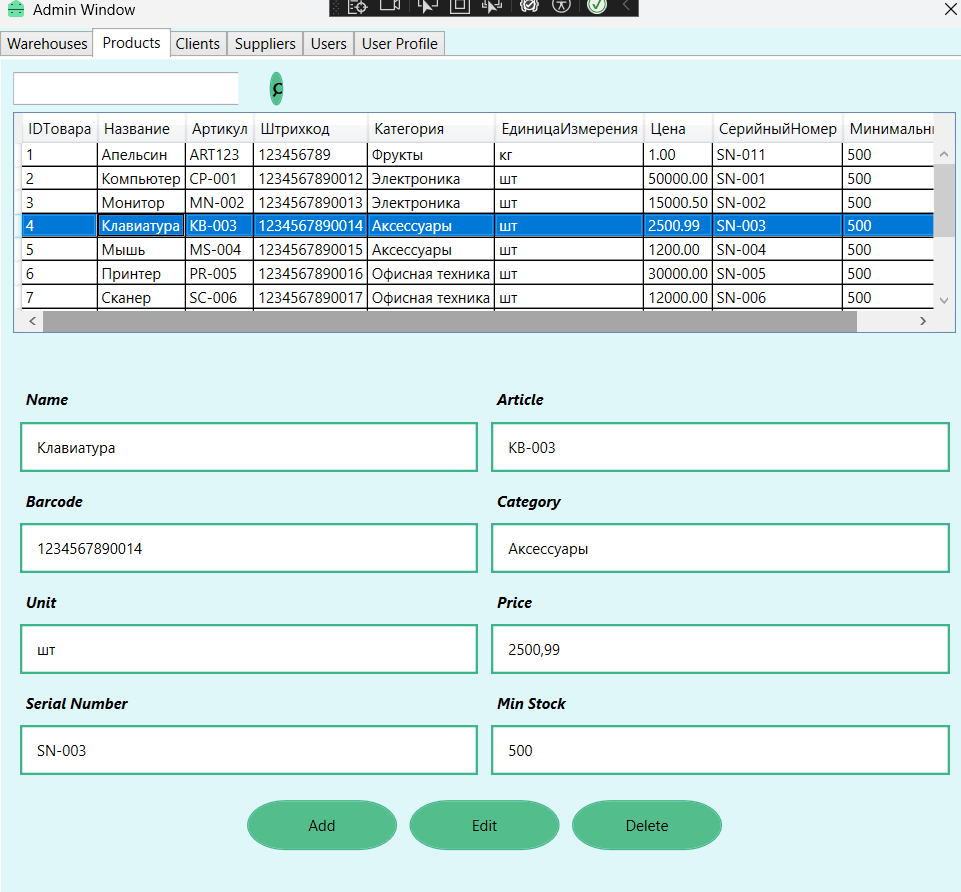 Admin Window
Warehouses Products Clients Suppliers Users User Profile
IDТовара Название Артикул Штрихкод Категория ЕдиницаИзмерения Цена СерийныйНомер
1 Апельсин ART123 123456789 Фрукты кг 1.00 SN-011 500
2 Компьютер CP-001 1234567890012 Электроника шт 50000.00 SN-001 500
3 Монитор MN-002 1234567890013 Электроника шт 15000.50 SN-002 500
4 Клавиатура KB-003 1234567890014 Аксессуары шт 2500.99 SN-003 500
5 Мышь MS-004 1234567890015 Аксессуары шт 1200.00 SN-004 500
6 Принтер PR-005 1234567890016 Офисная техника шт 30000.00 SN-005 500
7 Сканер SC-006 1234567890017 Офисная техника шт 12000.00 SN-006 500
Name Article
Клавиатура KB-003
Barcode Category
1234567890014 Аксессуары
Unit Price
шт 2500,99
Serial Number Min Stock
SN-003 500
Add Edit Delete